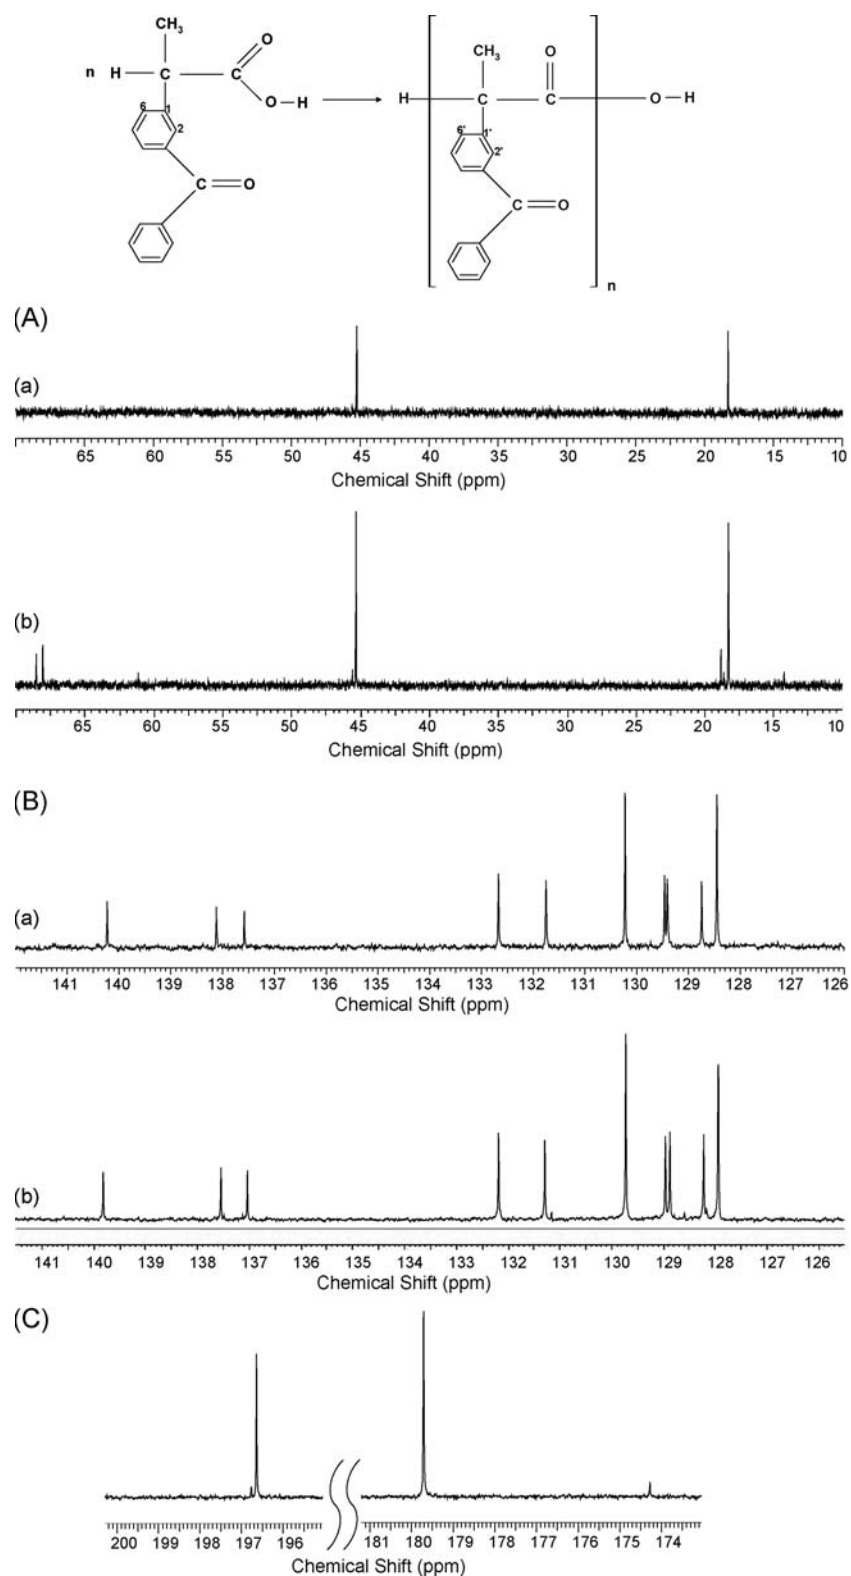 CH₃ O
n H C C
O H
6 1
2
C O
CH₃ O
H C C O H
6' 1'
2'
C O
n
(A)
(a)
65 60 55 50 45 40 35 30 25 20 15 10
Chemical Shift (ppm)
(b)
65 60 55 50 45 40 35 30 25 20 15 10
Chemical Shift (ppm)
(B)
(a)
141 140 139 138 137 136 135 134 133 132 131 130 129 128 127 126
Chemical Shift (ppm)
(b)
141 140 139 138 137 136 135 134 133 132 131 130 129 128 127 126
Chemical Shift (ppm)
(C)
200 199 198 197 196 181 180 179 178 177 176 175 174
Chemical Shift (ppm)